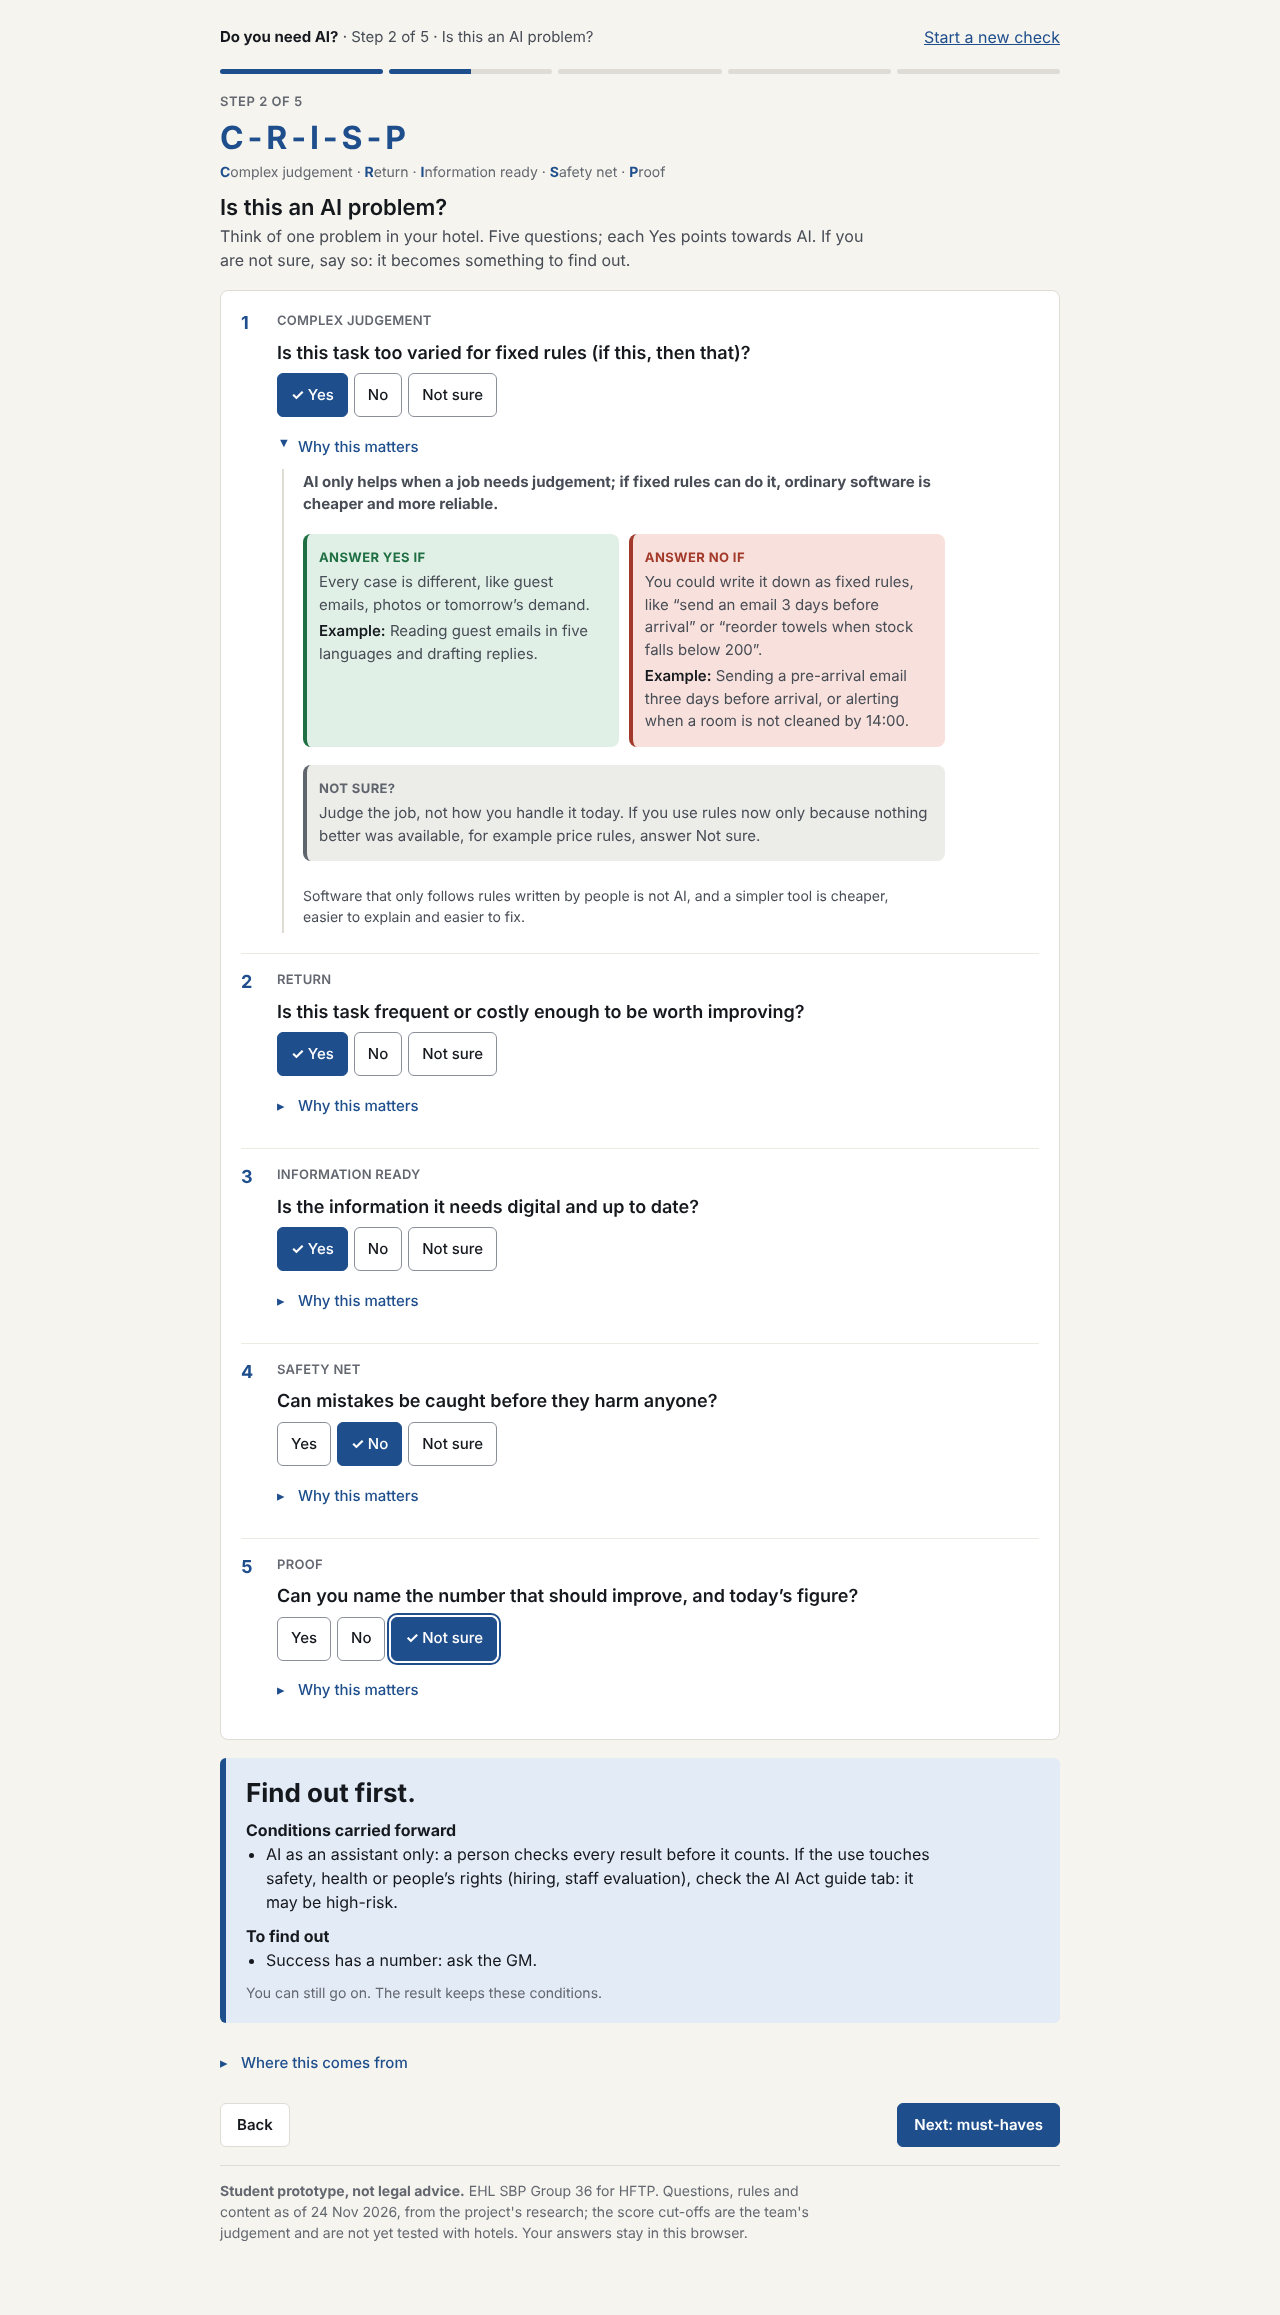 Do you need AI? · Step 2 of 5 · Is this an AI problem?
Start a new check
STEP 2 OF 5
C-R-I-S-P
Complex judgement · Return · Information ready · Safety net · Proof
Is this an AI problem?
Think of one problem in your hotel. Five questions; each Yes points towards AI. If you
are not sure, say so: it becomes something to find out.
1
COMPLEX JUDGEMENT
Is this task too varied for fixed rules (if this, then that)?
✓ Yes
No
Not sure
▼ Why this matters
AI only helps when a job needs judgement; if fixed rules can do it, ordinary software is
cheaper and more reliable.
ANSWER YES IF
Every case is different, like guest
emails, photos or tomorrow’s demand.
Example: Reading guest emails in five
languages and drafting replies.
ANSWER NO IF
You could write it down as fixed rules,
like “send an email 3 days before
arrival” or “reorder towels when stock
falls below 200”.
Example: Sending a pre-arrival email
three days before arrival, or alerting
when a room is not cleaned by 14:00.
NOT SURE?
Judge the job, not how you handle it today. If you use rules now only because nothing
better was available, for example price rules, answer Not sure.
Software that only follows rules written by people is not AI, and a simpler tool is cheaper,
easier to explain and easier to fix.
2
RETURN
Is this task frequent or costly enough to be worth improving?
✓ Yes
No
Not sure
▸ Why this matters
3
INFORMATION READY
Is the information it needs digital and up to date?
✓ Yes
No
Not sure
▸ Why this matters
4
SAFETY NET
Can mistakes be caught before they harm anyone?
Yes
✓ No
Not sure
▸ Why this matters
5
PROOF
Can you name the number that should improve, and today’s figure?
Yes
No
✓ Not sure
▸ Why this matters
Find out first.
Conditions carried forward
• AI as an assistant only: a person checks every result before it counts. If the use touches
safety, health or people’s rights (hiring, staff evaluation), check the AI Act guide tab: it
may be high-risk.
To find out
• Success has a number: ask the GM.
You can still go on. The result keeps these conditions.
▸ Where this comes from
Back
Next: must-haves
Student prototype, not legal advice. EHL SBP Group 36 for HFTP. Questions, rules and
content as of 24 Nov 2026, from the project's research; the score cut-offs are the team's
judgement and are not yet tested with hotels. Your answers stay in this browser.